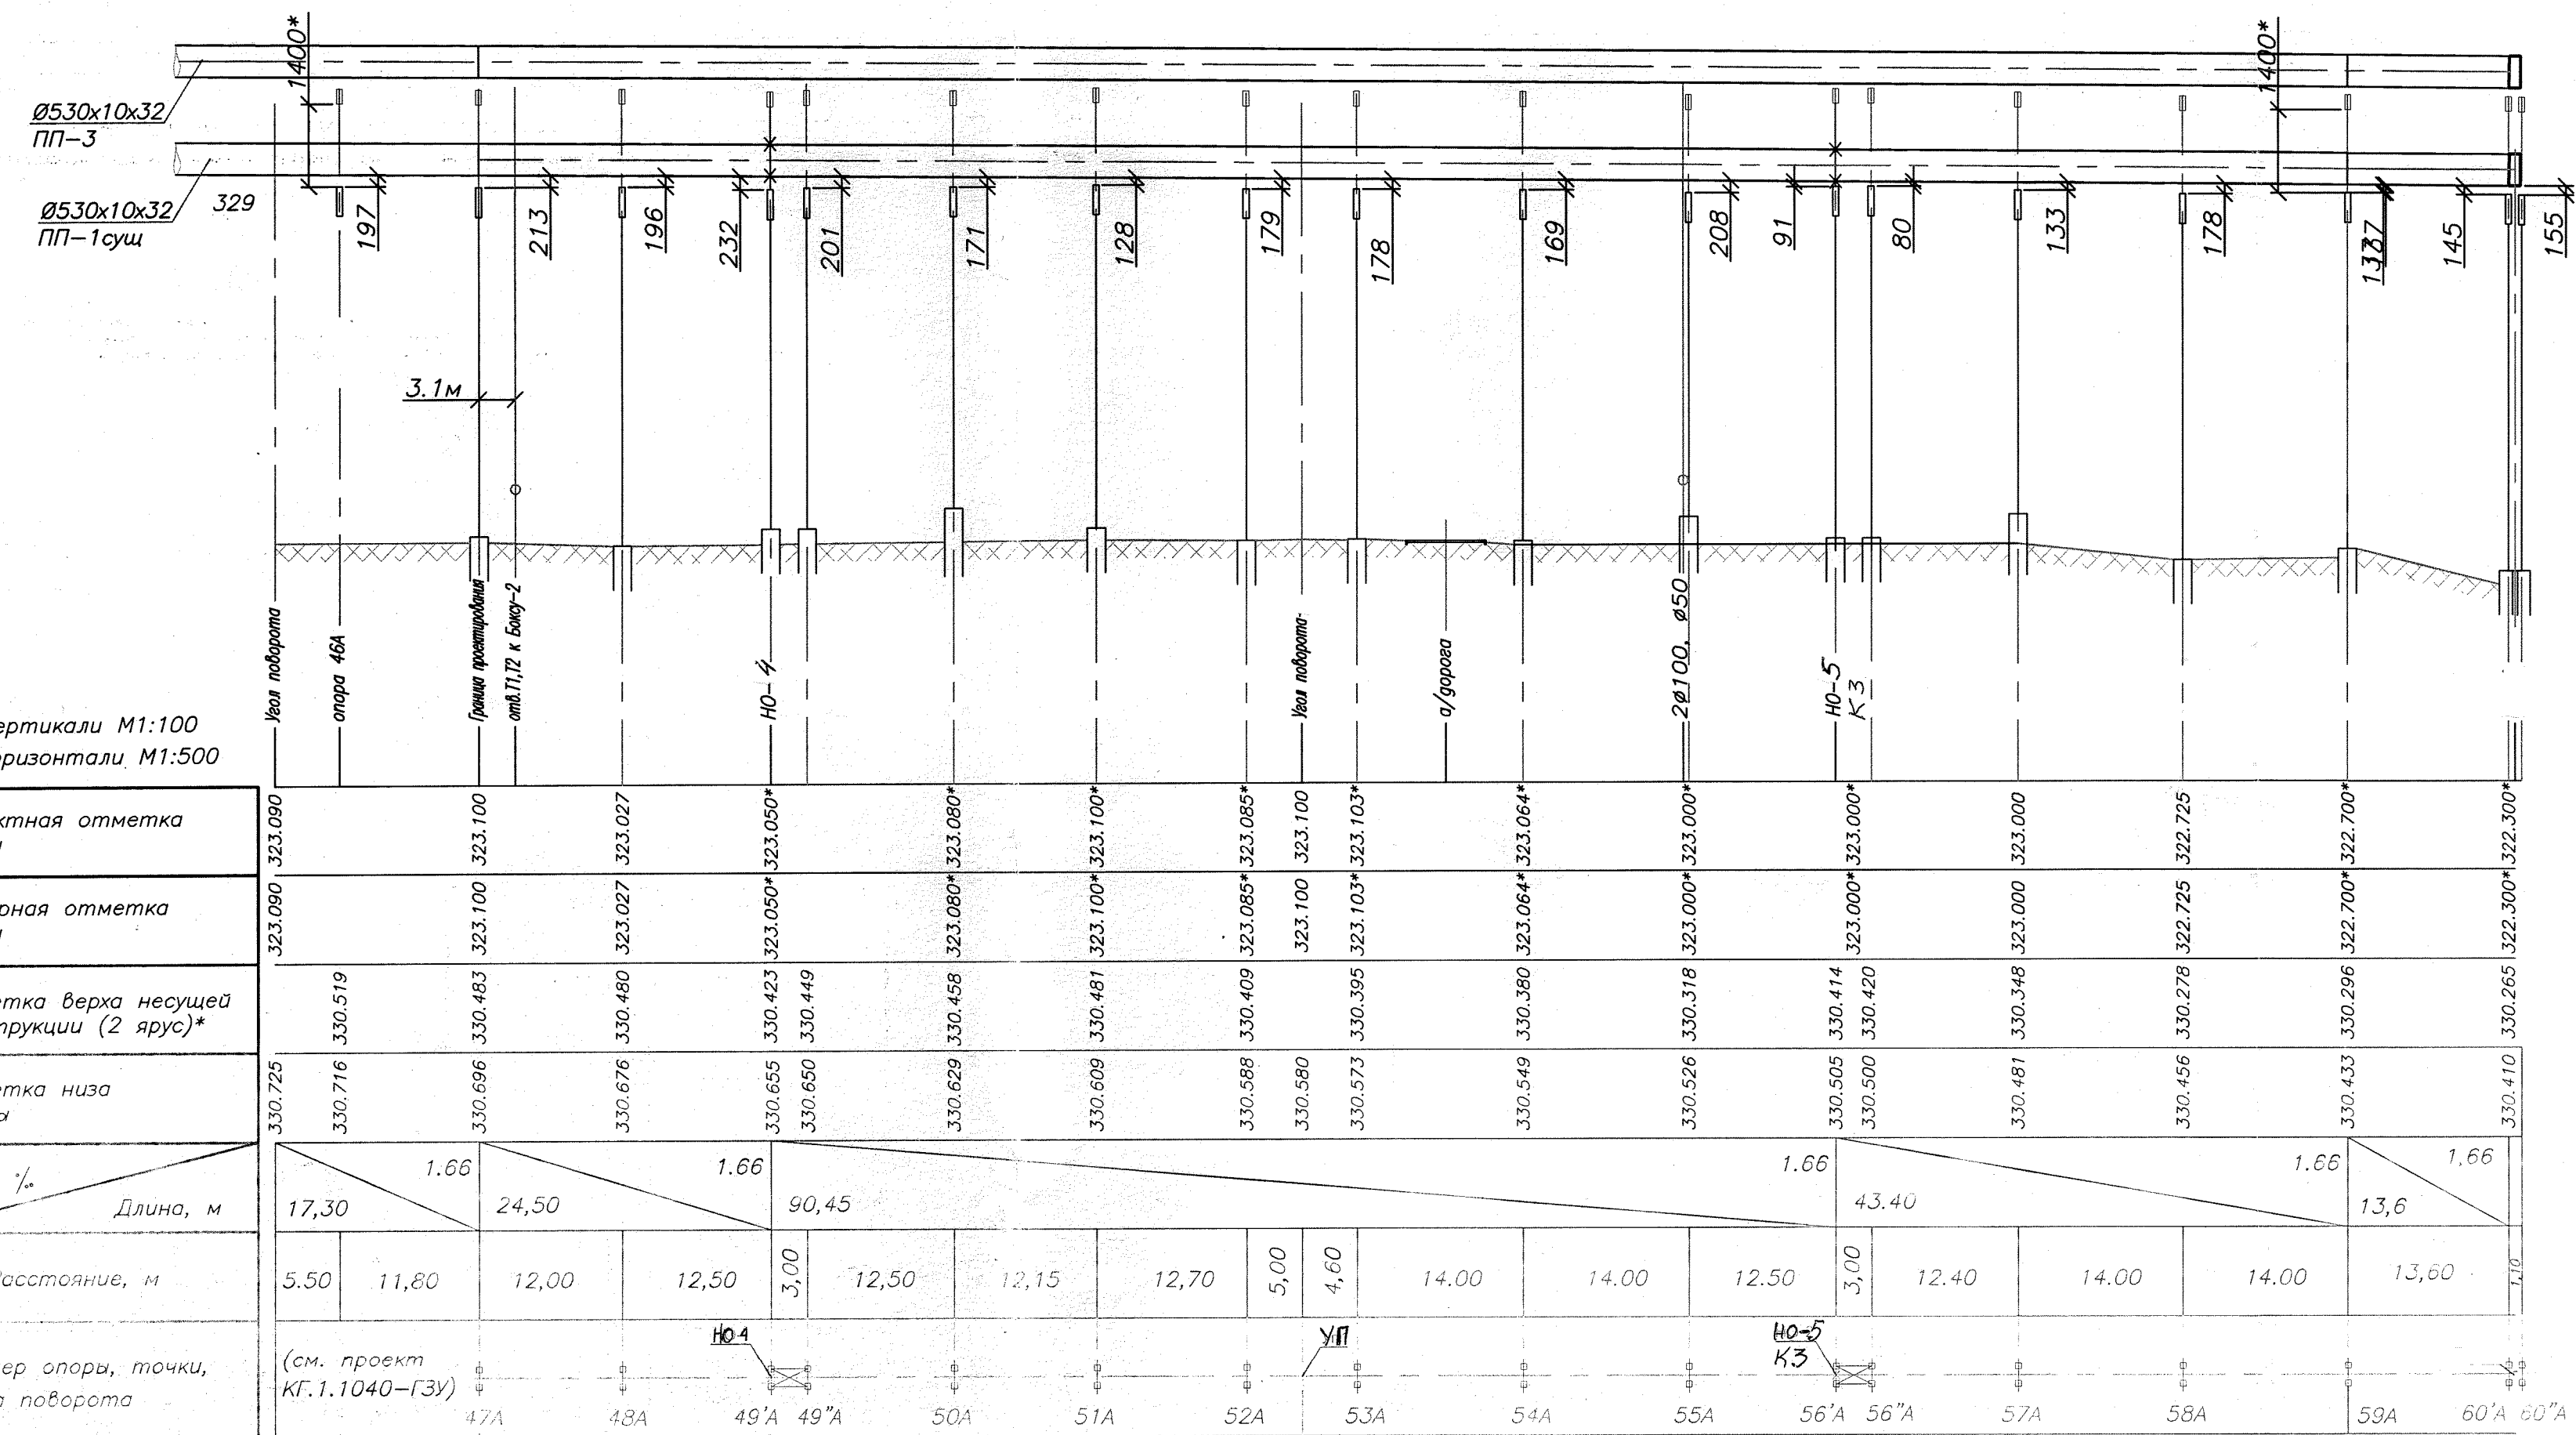 1400*
1400*
Ø530x10x32
ПП-3
Ø530x10x32
ПП-1сущ
329
197
213
196
232
201
171
128
179
178
169
208
91
80
133
178
137
145
155
3.1м
Угол поворота
опора 46А
Граница проектирования
отв.Т1,Т2 к Боксу-2
НО-4
Угол поворота
а/дорога
2ø100, ø50
НО-5
К3
ертикали М1:100
ризонтали М1:500
ктная отметка
323.090 323.100 323.027 323.050* 323.080* 323.100* 323.085* 323.100 323.103* 323.064* 323.000* 323.000* 323.000 322.725 322.700* 322.300*
рная отметка
323.090 323.100 323.027 323.050* 323.080* 323.100* 323.085* 323.100 323.103* 323.064* 323.000* 323.000* 323.000 322.725 322.700* 322.300*
етка верха несущей
трукции (2 ярус)*
330.519 330.483 330.480 330.423 330.449 330.458 330.481 330.409 330.395 330.380 330.318 330.414 330.420 330.348 330.278 330.296 330.265
етка низа
ы
330.725 330.716 330.696 330.676 330.655 330.650 330.629 330.609 330.588 330.580 330.573 330.549 330.526 330.505 330.500 330.481 330.456 330.433 330.410
‰
Длина, м
1.66 1.66 1.66 1.66 1,66
17,30 24,50 90,45 43.40 13,6
Расстояние, м
5.50 11,80 12,00 12,50 3,00 12,50 12,15 12,70 5,00 4,60 14.00 14.00 12.50 3,00 12.40 14.00 14.00 13,60 1,10
ер опоры, точки,
а поворота
(см. проект
КГ.1.1040-ГЗУ)
НО4
УП
НО-5
К3
47А 48А 49'А 49"А 50А 51А 52А 53А 54А 55А 56'А 56"А 57А 58А 59А 60'А 60"А